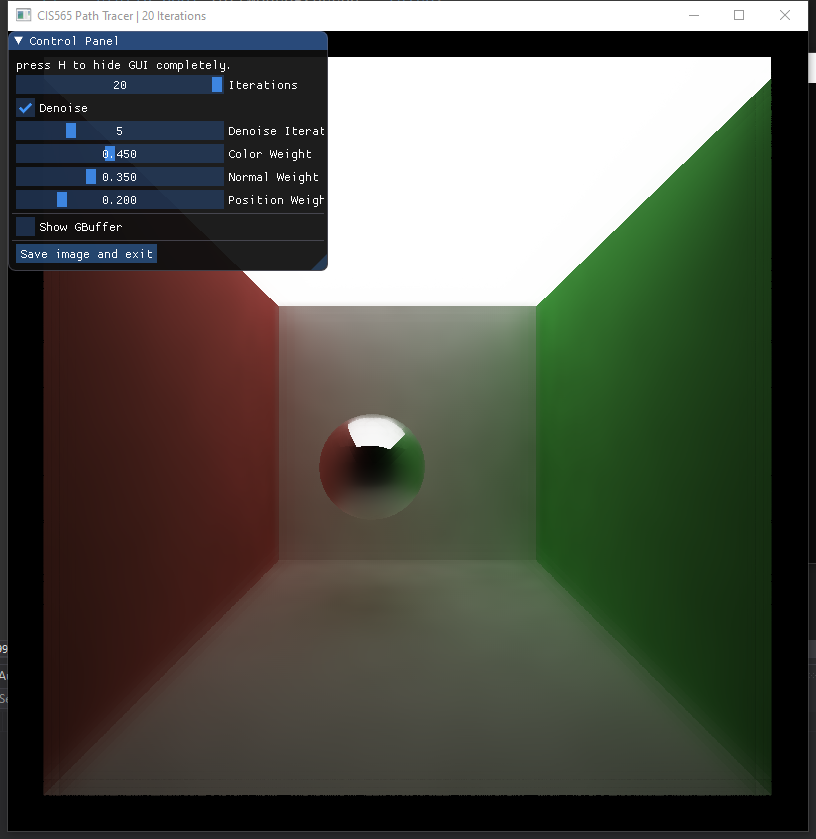 CIS565 Path Tracer | 20 Iterations
Control Panel
press H to hide GUI completely.
20 Iterations
Denoise
5 Denoise Iterat
0.450 Color Weight
0.350 Normal Weight
0.200 Position Weigh
Show GBuffer
Save image and exit